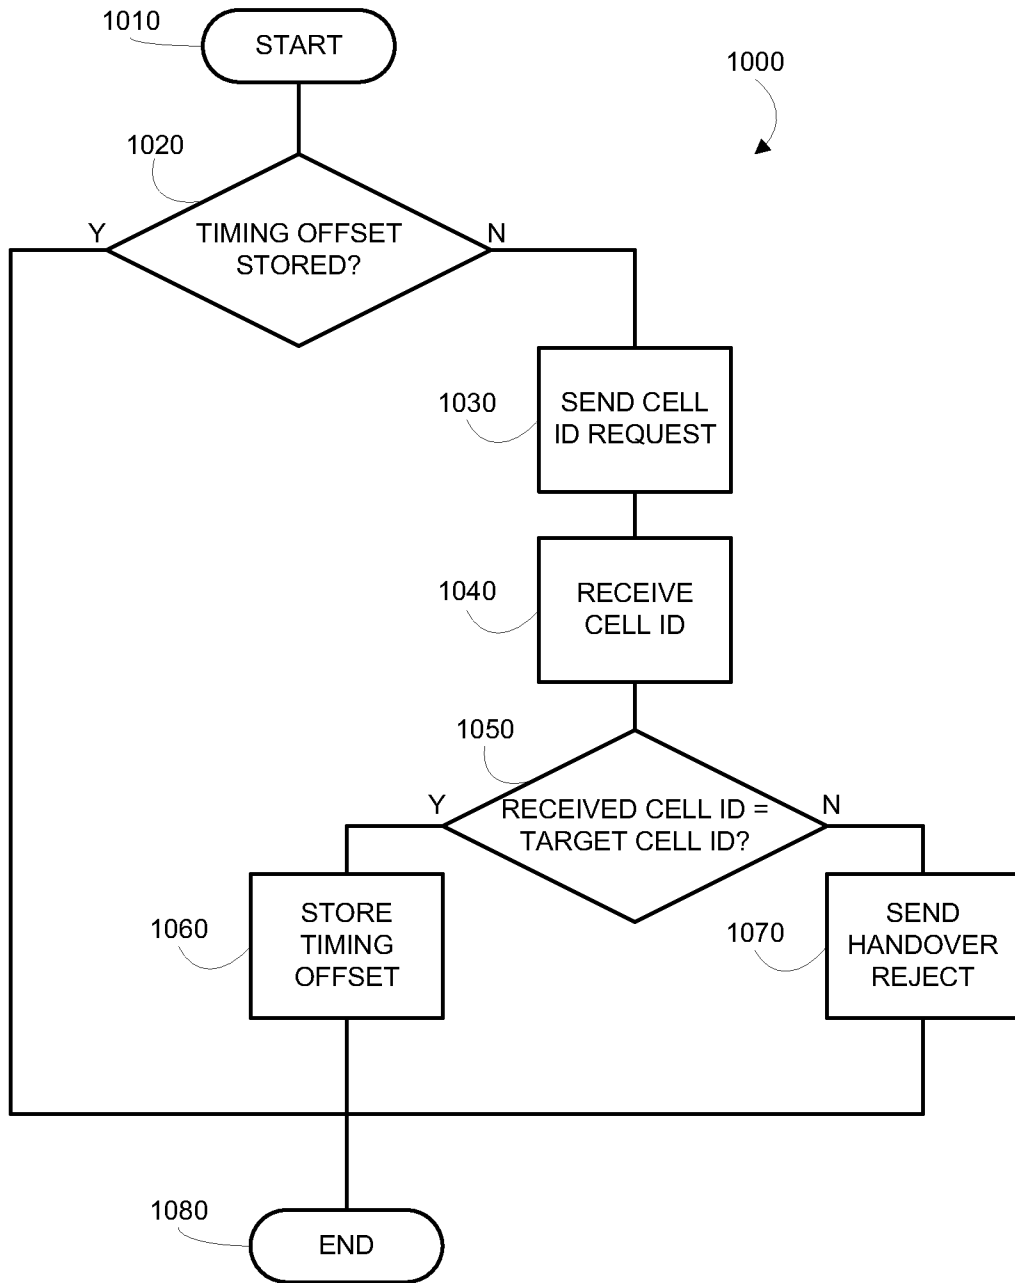 1010
START
1000
1020
Y
TIMING OFFSET
STORED?
N
1030
SEND CELL
ID REQUEST
1040
RECEIVE
CELL ID
1050
Y
RECEIVED CELL ID =
TARGET CELL ID?
N
1060
STORE
TIMING
OFFSET
1070
SEND
HANDOVER
REJECT
1080
END